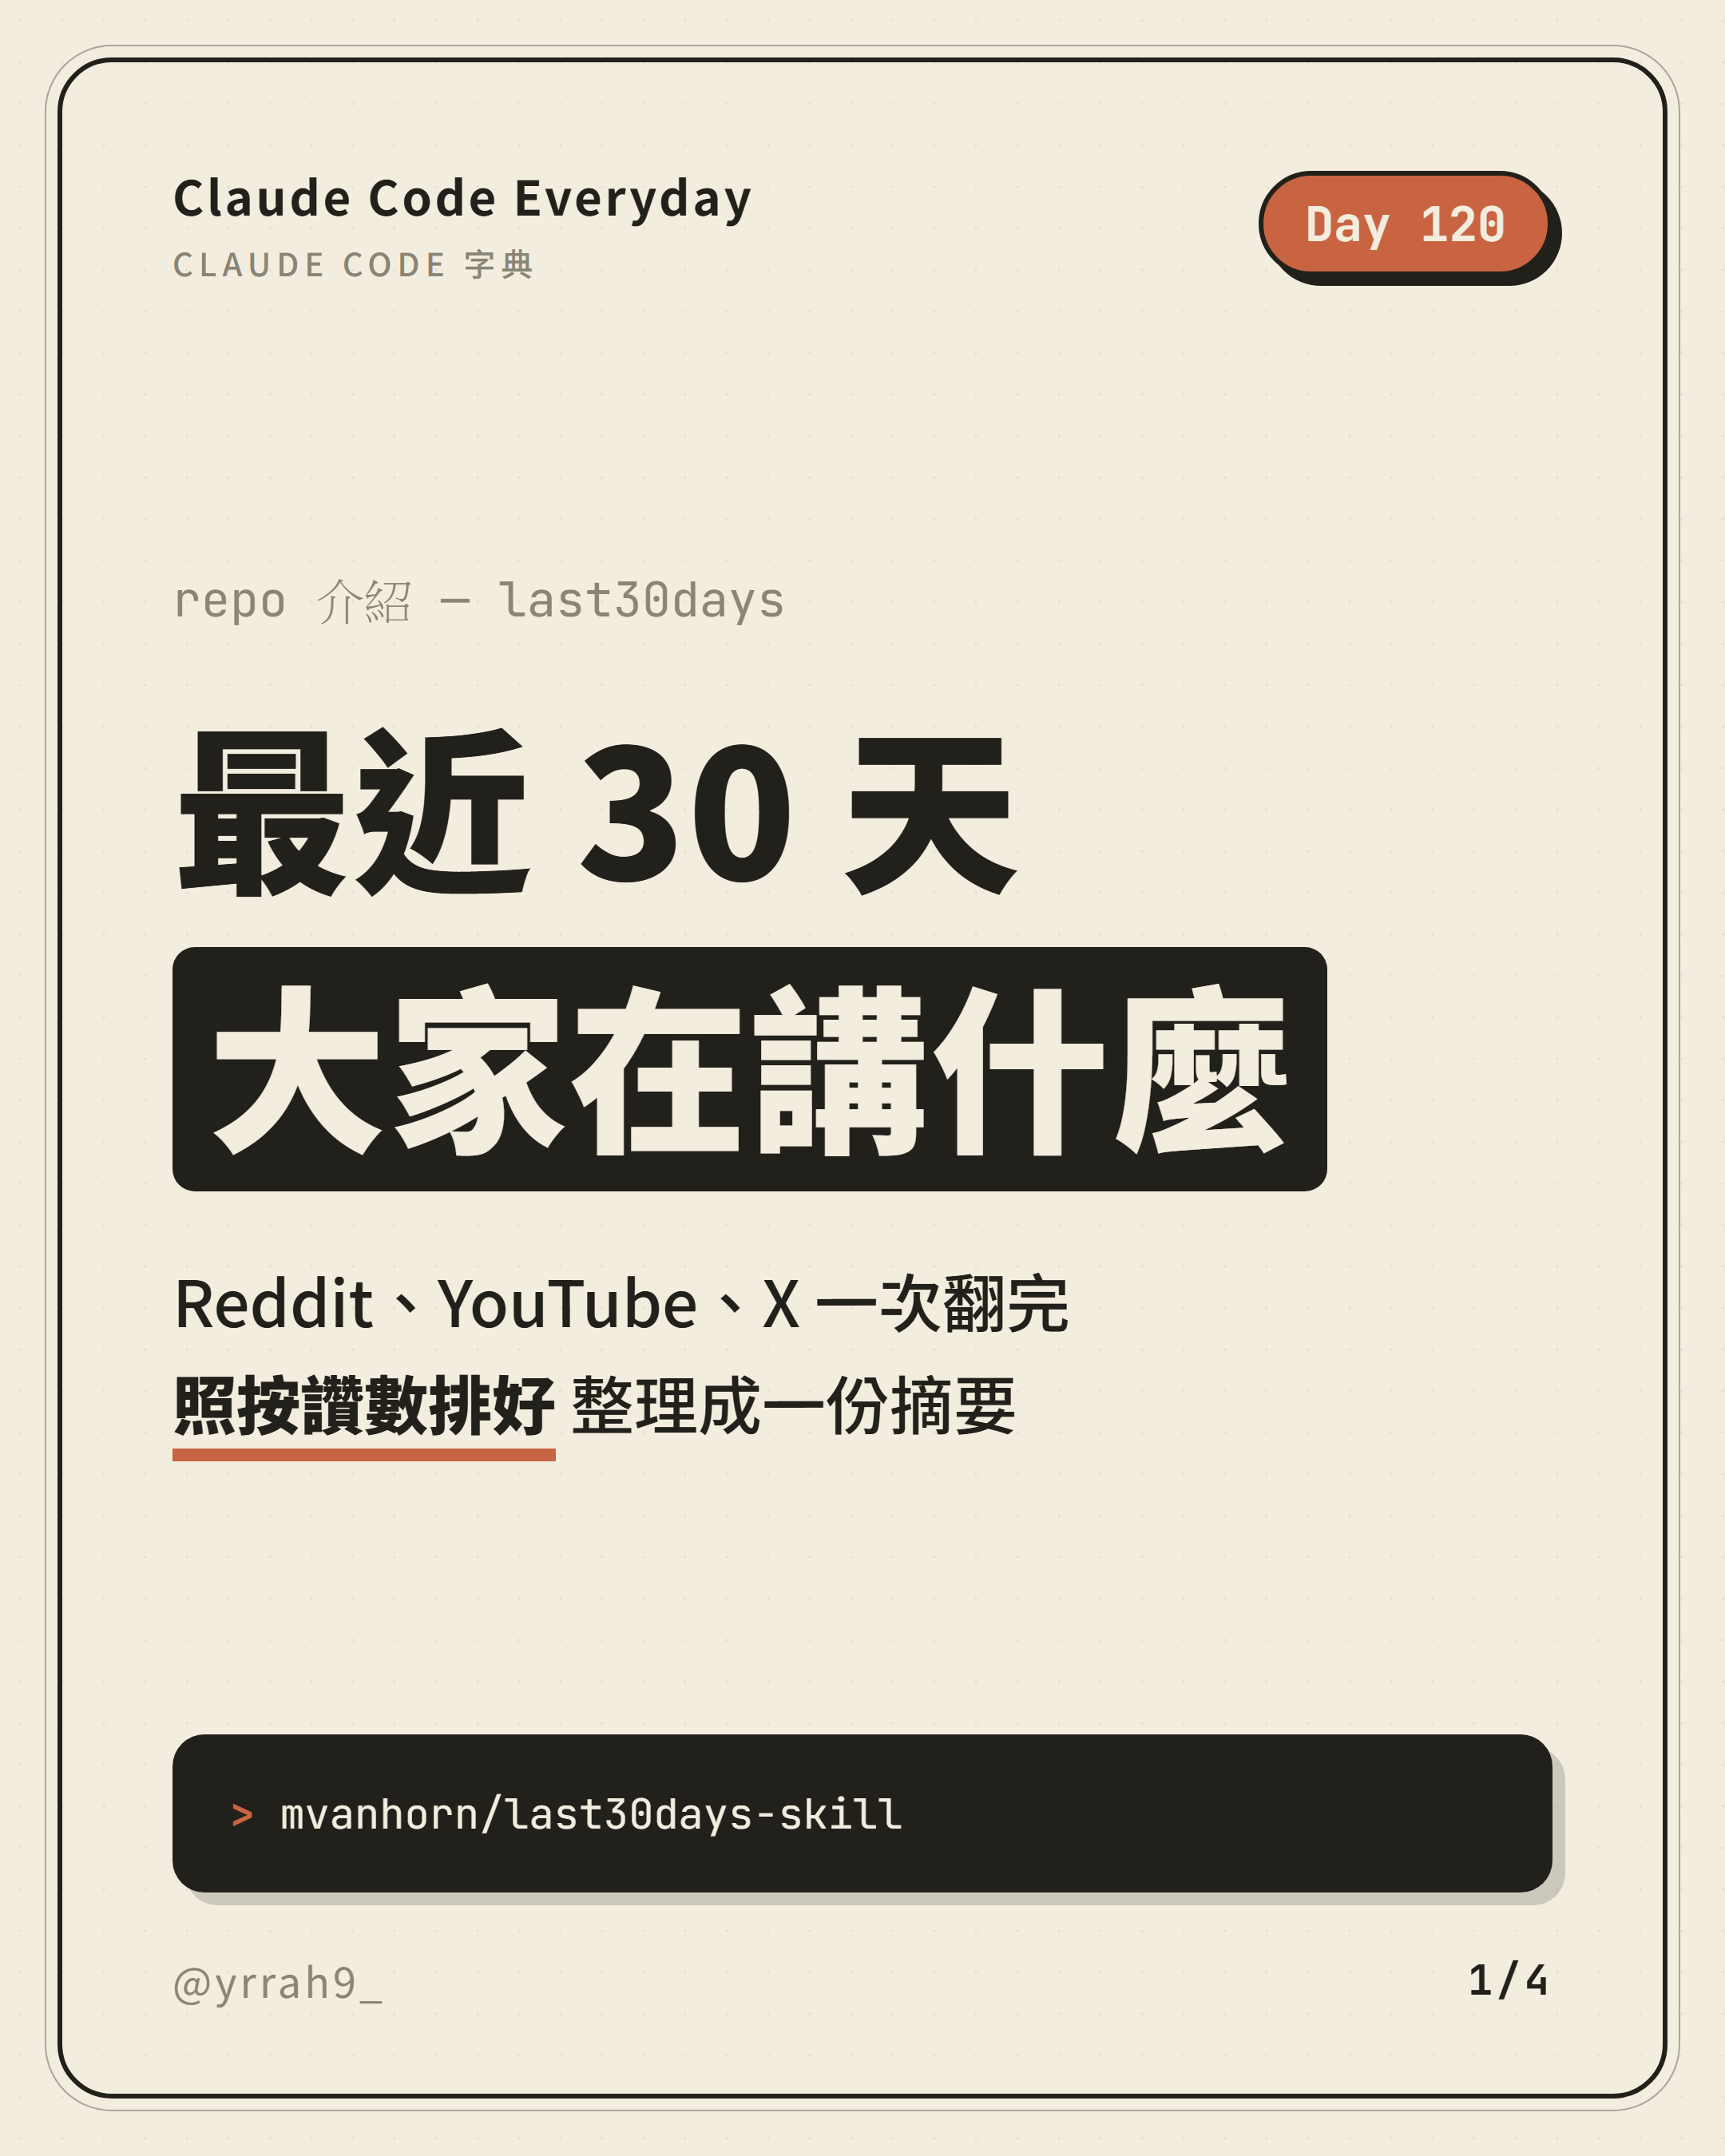 Claude Code Everyday
CLAUDE CODE 字典
Day 120
repo 介紹 — last30days
最近 30 天
大家在講什麼
Reddit、YouTube、X 一次翻完
照按讚數排好 整理成一份摘要
> mvanhorn/last30days-skill
@yrrah9_
1/4